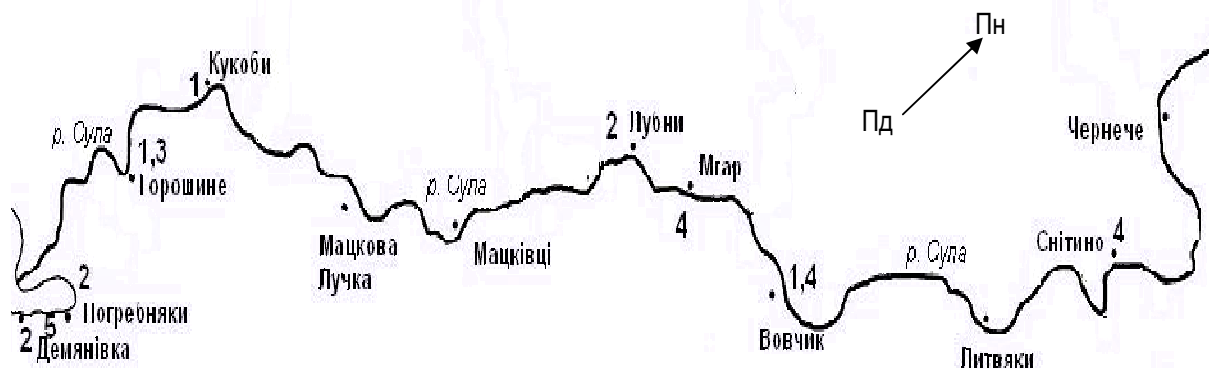 Пн
Пд
Кукоби
1
р. Сула
1,3
Горошине
2
Лубни
Мгар
4
Чернече
р. Сула
Мацкова
Лучка
Мацківці
1,4
Вовчик
р. Сула
Снітино
4
Литвяки
2
Погребняки
2
5
Демянівка